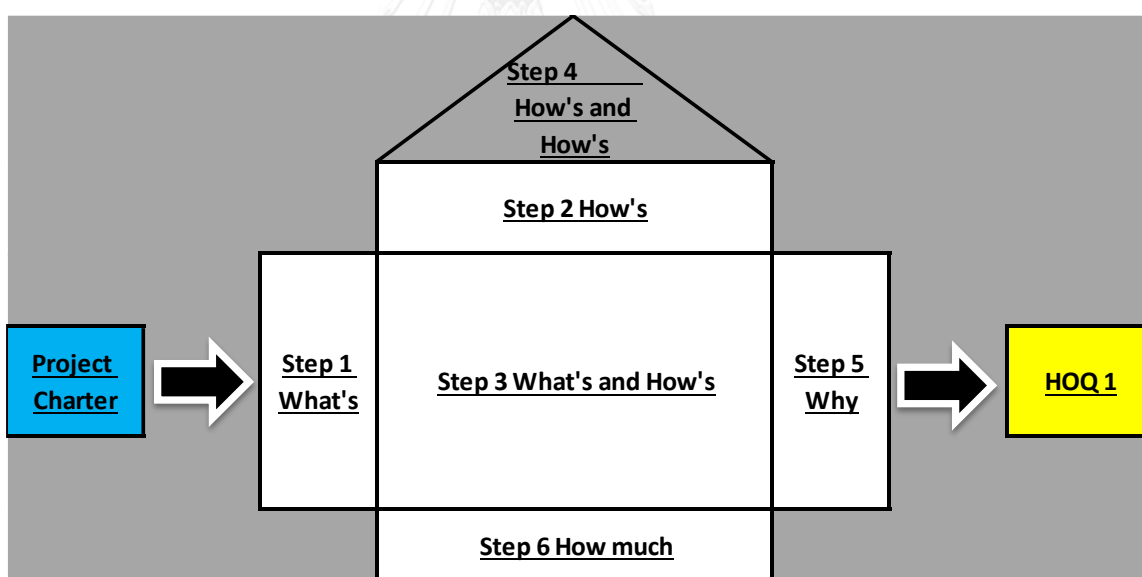 Step 4
How's and
How's
Step 2 How's
Project
Charter
Step 1
What's
Step 3 What's and How's
Step 5
Why
HOQ 1
Step 6 How much